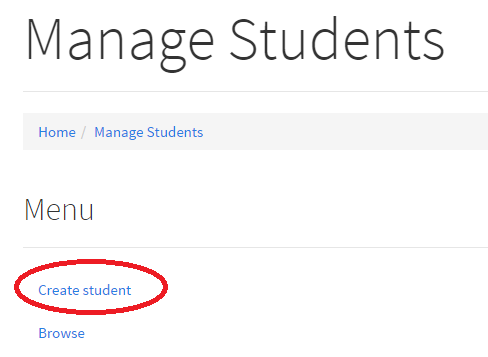 Manage Students
Home / Manage Students
Menu
Create student
Browse